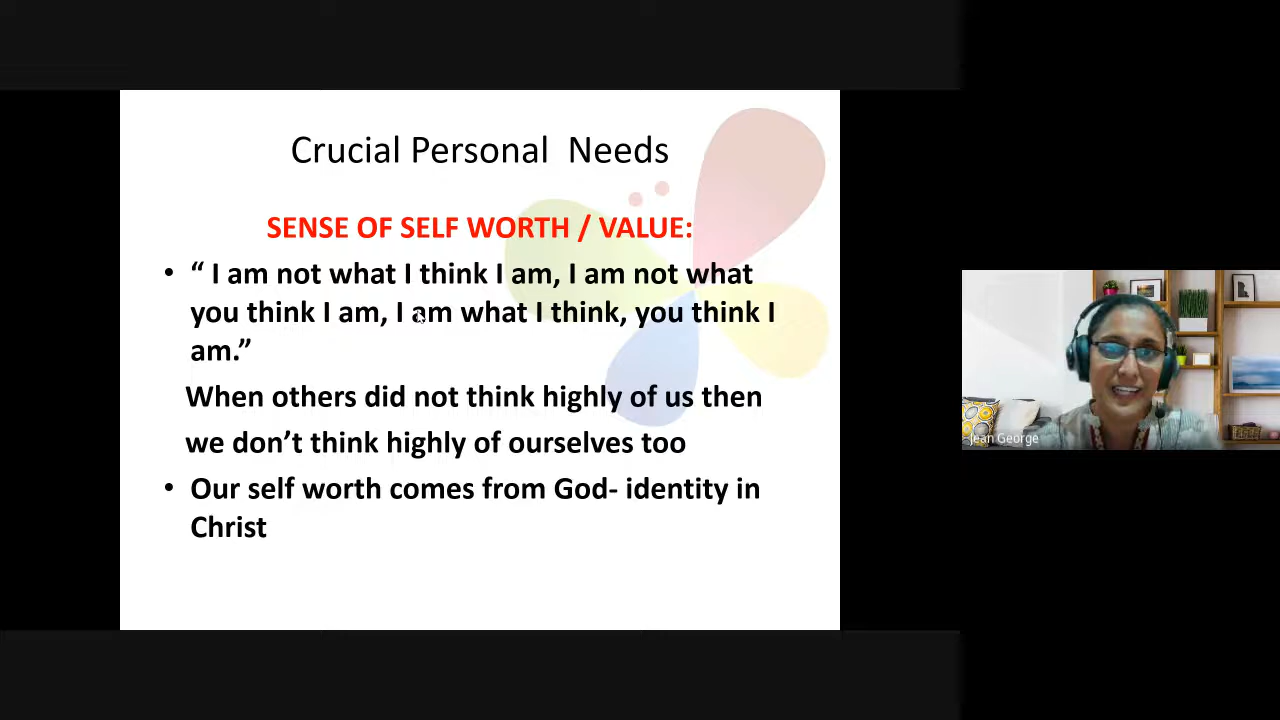 Crucial Personal  Needs
SENSE OF SELF WORTH / VALUE:
• “ I am not what I think I am, I am not what
you think I am, I am what I think, you think I
am.”
When others did not think highly of us then
we don’t think highly of ourselves too
• Our self worth comes from God- identity in
Christ
Jean George